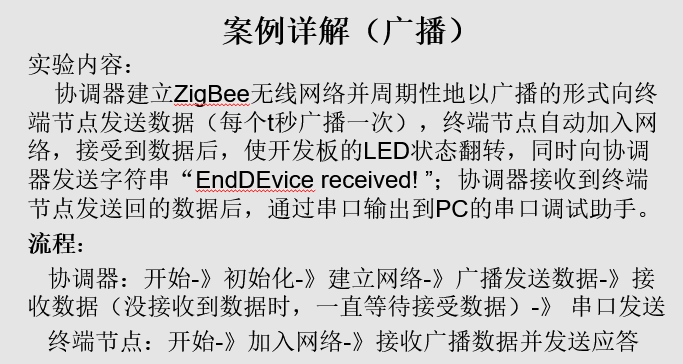 案例详解（广播）
实验内容：
协调器建立ZigBee无线网络并周期性地以广播的形式向终
端节点发送数据（每个t秒广播一次），终端节点自动加入网
络，接受到数据后，使开发板的LED状态翻转，同时向协调
器发送字符串“EndDEvice received! ”；协调器接收到终端
节点发送回的数据后，通过串口输出到PC的串口调试助手。
流程：
协调器：开始-》初始化-》建立网络-》广播发送数据-》接
收数据（没接收到数据时，一直等待接受数据）-》 串口发送
终端节点：开始-》加入网络-》接收广播数据并发送应答